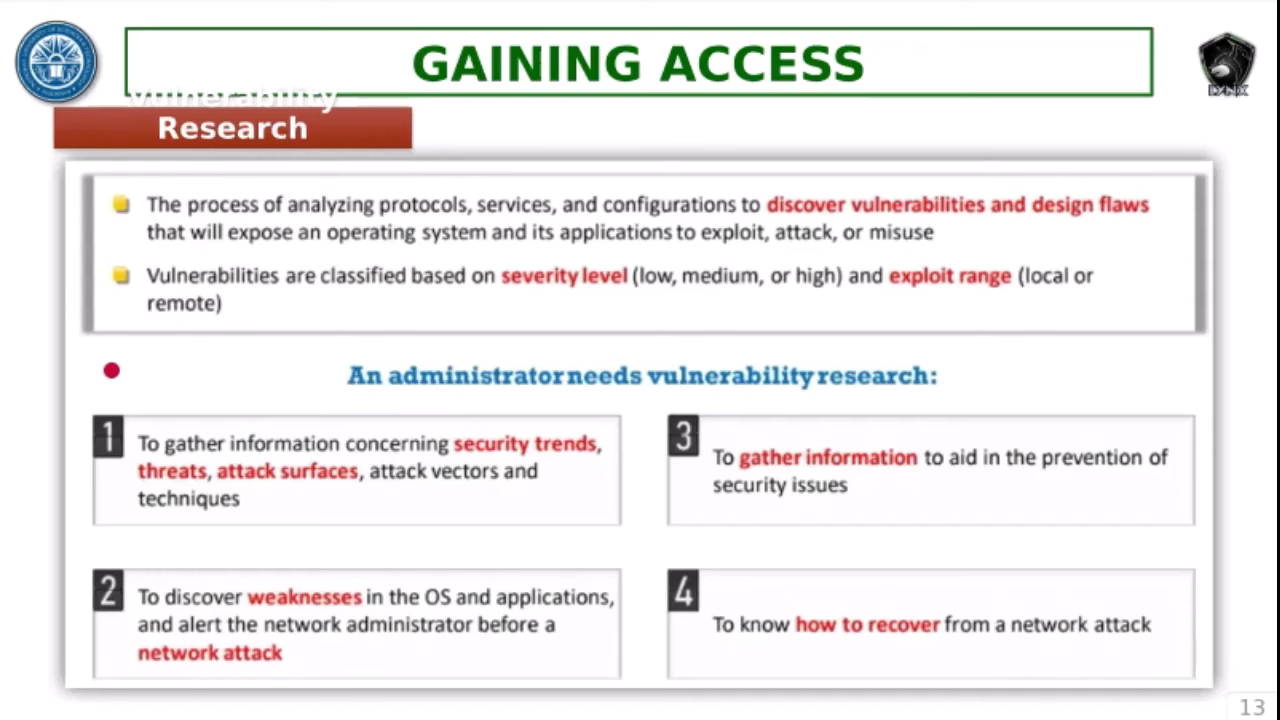 GAINING ACCESS
LYNX
Vulnerability
Research
The process of analyzing protocols, services, and configurations to discover vulnerabilities and design flaws
that will expose an operating system and its applications to exploit, attack, or misuse
Vulnerabilities are classified based on severity level (low, medium, or high) and exploit range (local or
remote)
An administrator needs vulnerability research:
1
To gather information concerning security trends,
threats, attack surfaces, attack vectors and
techniques
2
To discover weaknesses in the OS and applications,
and alert the network administrator before a
network attack
3
To gather information to aid in the prevention of
security issues
4
To know how to recover from a network attack
13